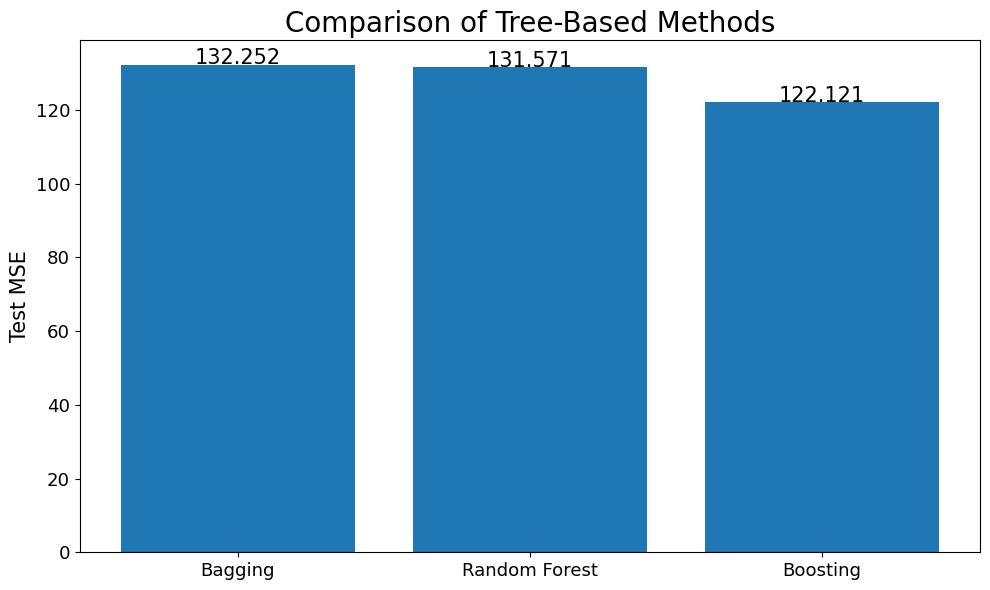 Comparison of Tree-Based Methods
132.252
131.571
122.121
Test MSE
120
100
80
60
40
20
0
Bagging
Random Forest
Boosting